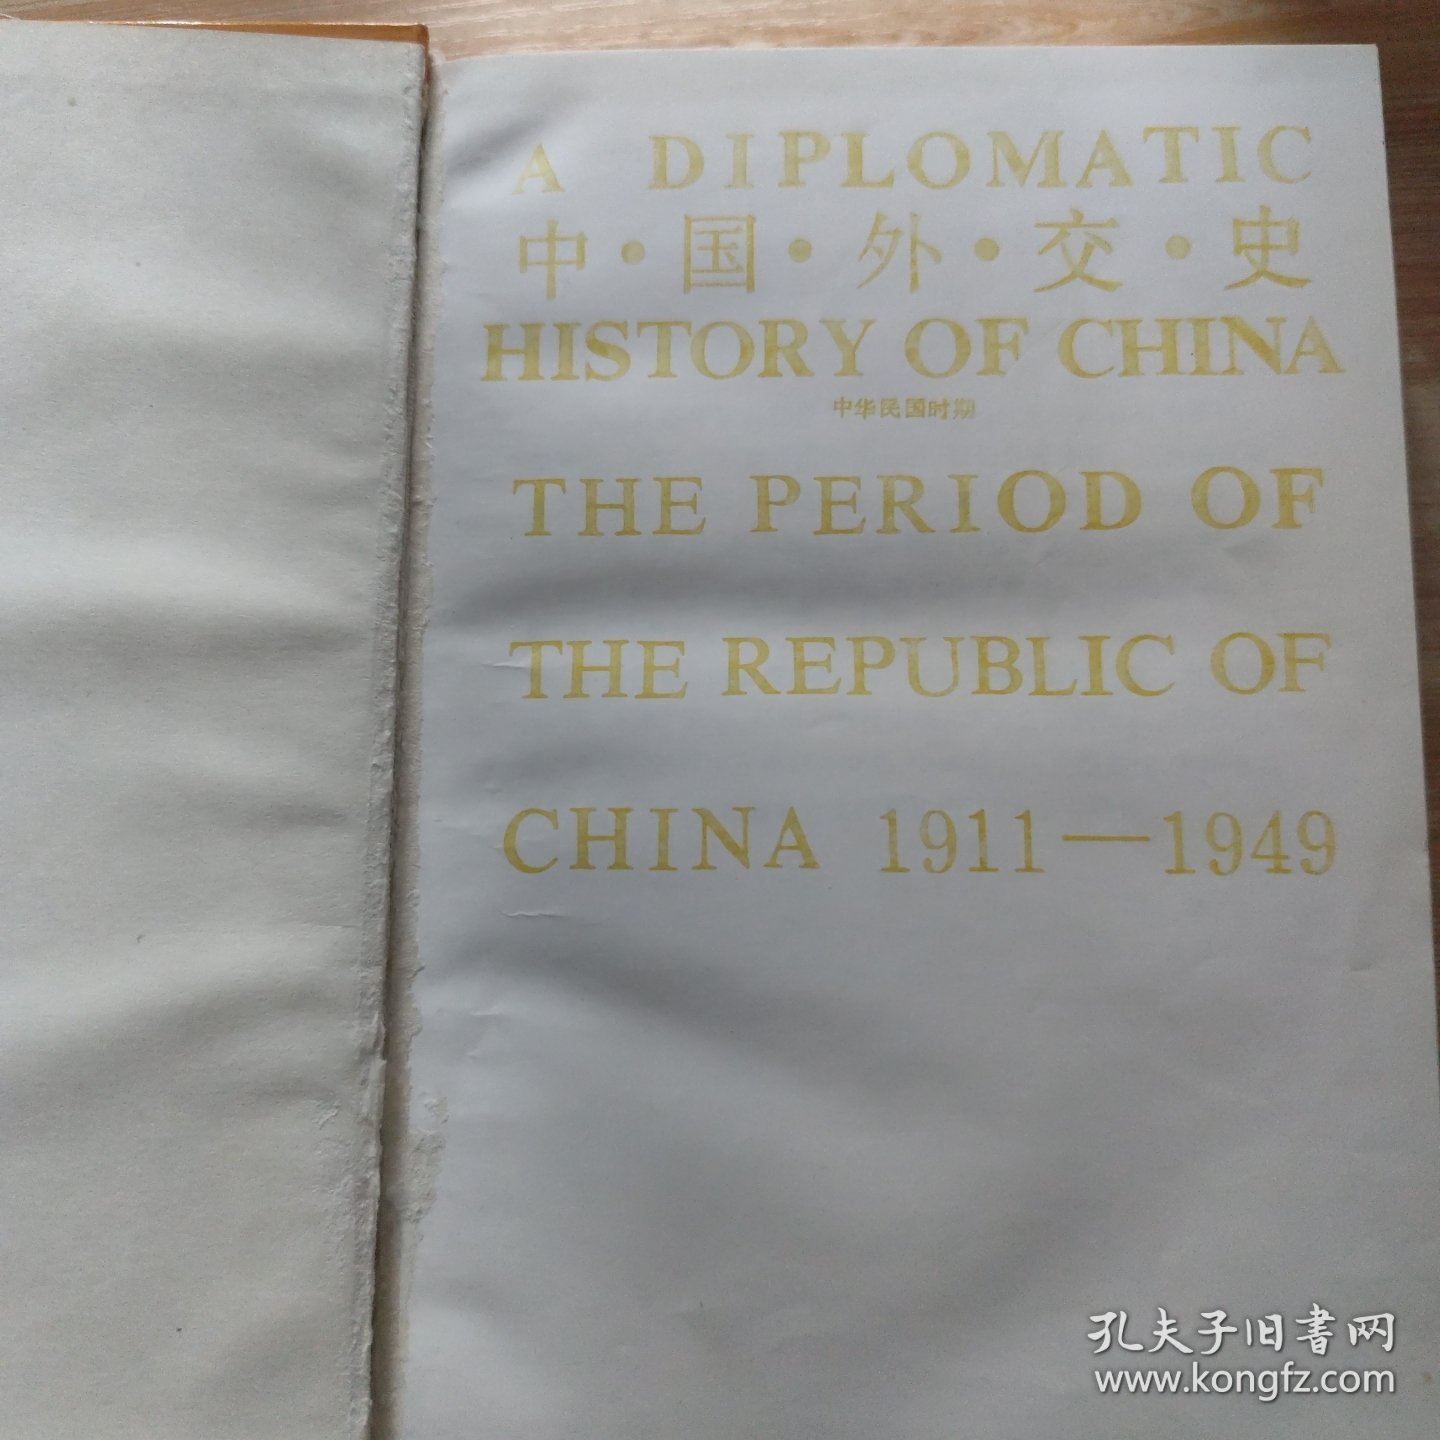 A DIPLOMATIC
中·国·外·交·史
HISTORY OF CHINA
中华民国时期
THE PERIOD OF
THE REPUBLIC OF
CHINA 1911—1949
孔夫子旧書网
www.kongfz.com